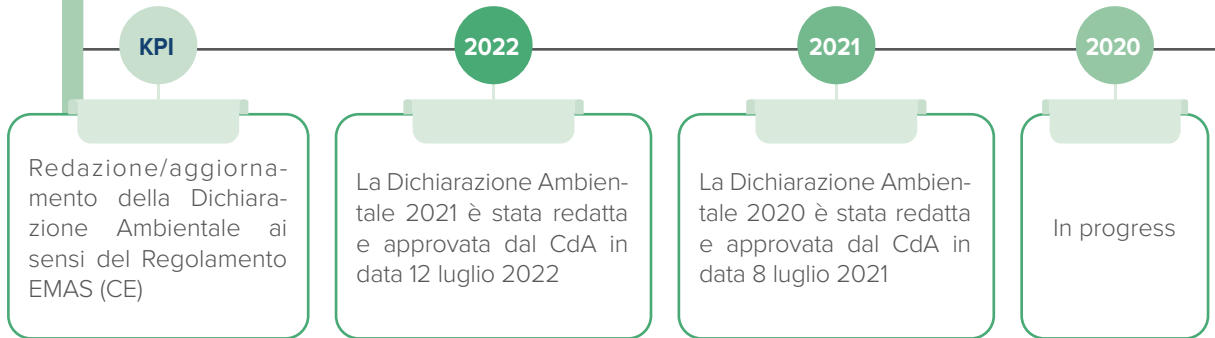 KPI
2022
2021
2020
Redazione/aggiorna-
mento della Dichiara-
zione Ambientale ai
sensi del Regolamento
EMAS (CE)
La Dichiarazione Ambien-
tale 2021 è stata redatta
e approvata dal CdA in
data 12 luglio 2022
La Dichiarazione Ambien-
tale 2020 è stata redatta
e approvata dal CdA in
data 8 luglio 2021
In progress